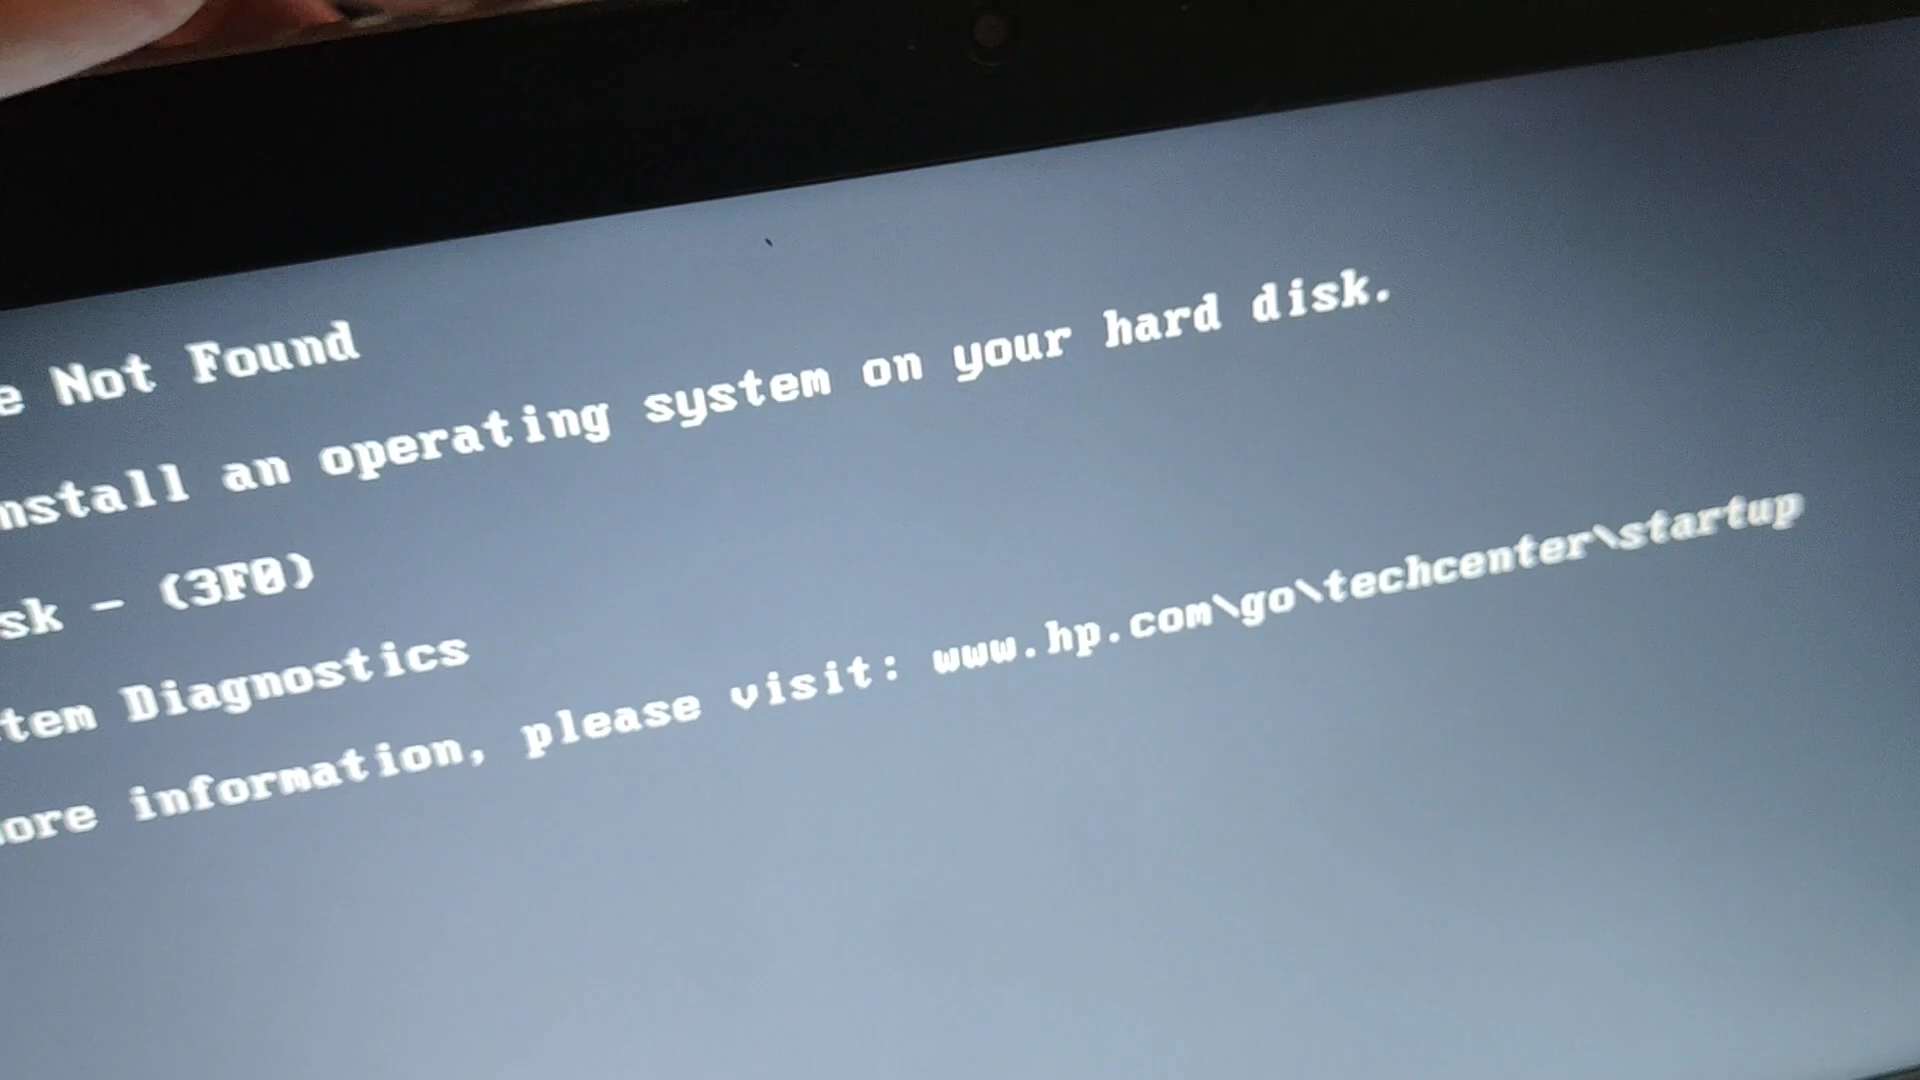 e Not Found
nstall an operating system on your hard disk.
sk - (3F0)
tem Diagnostics
ore information, please visit: www.hp.com\go\techcenter\startup